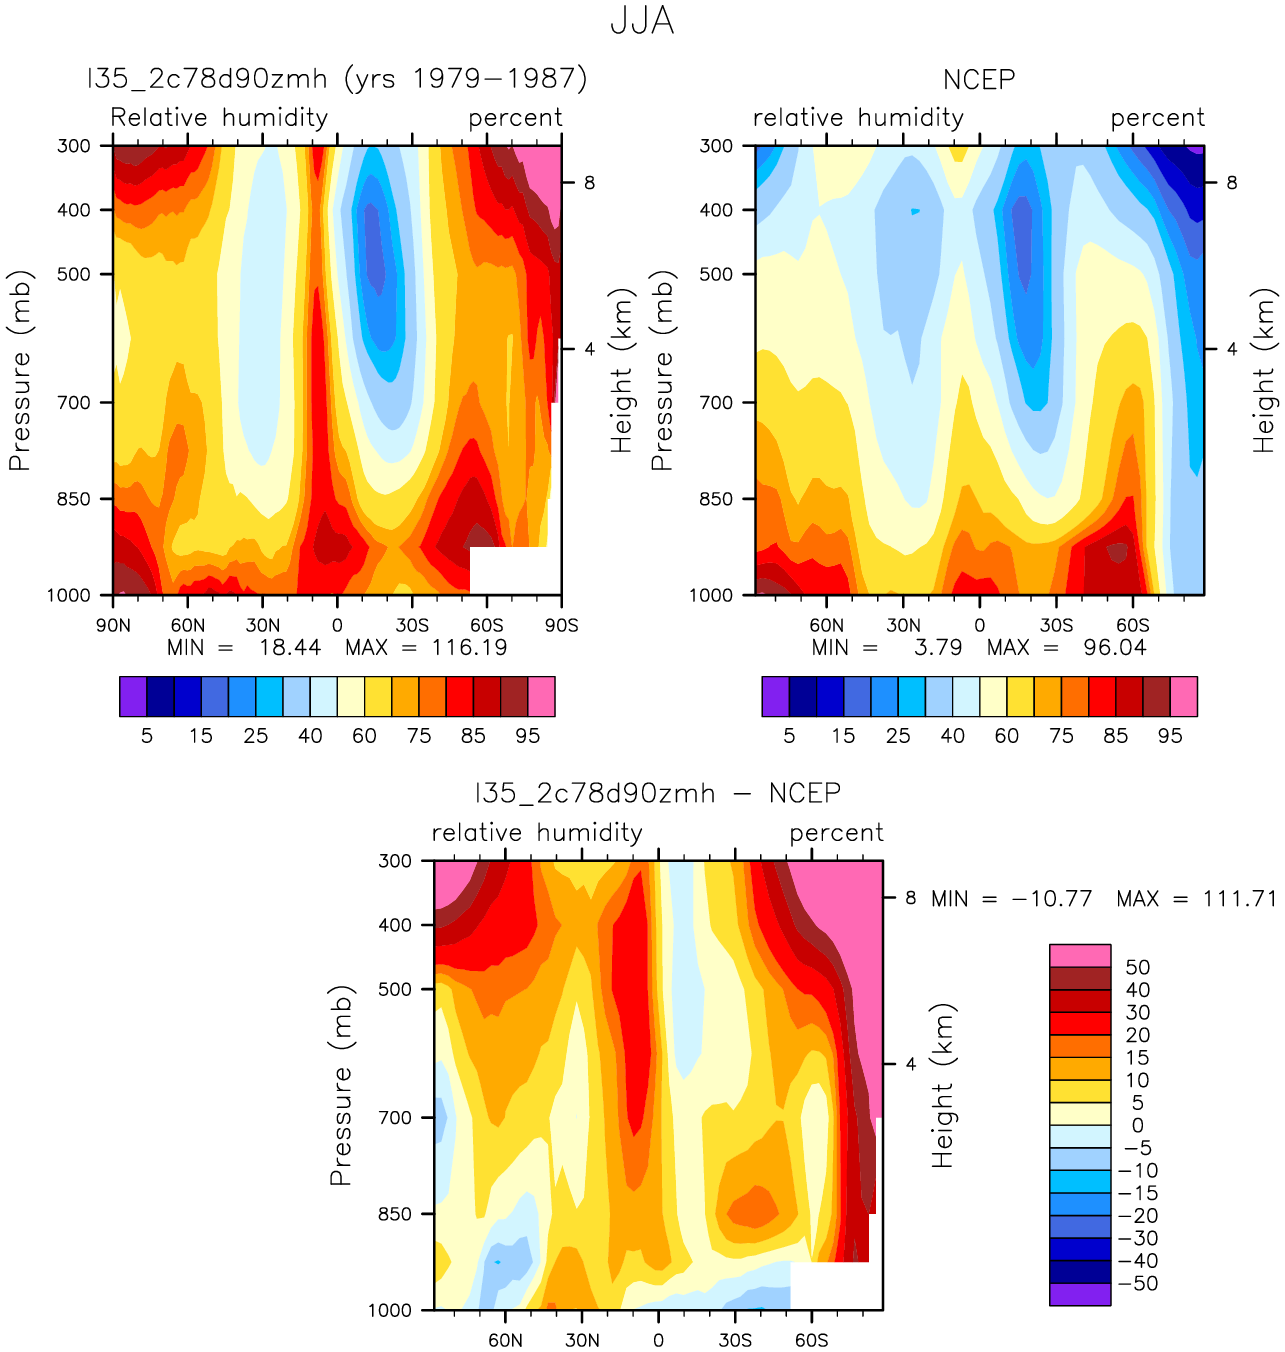 JJA
l35_2c78d90zmh (yrs 1979−1987)
Relative humidity percent
300
400
500
700
850
1000
Pressure (mb)
8
4
Height (km)
90N 60N 30N 0 30S 60S 90S
MIN = 18.44 MAX = 116.19
5 15 25 40 60 75 85 95
NCEP
relative humidity percent
300
400
500
700
850
1000
Pressure (mb)
8
4
Height (km)
60N 30N 0 30S 60S
MIN = 3.79 MAX = 96.04
5 15 25 40 60 75 85 95
l35_2c78d90zmh − NCEP
relative humidity percent
300
400
500
700
850
1000
Pressure (mb)
8
4
Height (km)
60N 30N 0 30S 60S
MIN = −10.77 MAX = 111.71
50
40
30
20
15
10
5
0
−5
−10
−15
−20
−30
−40
−50